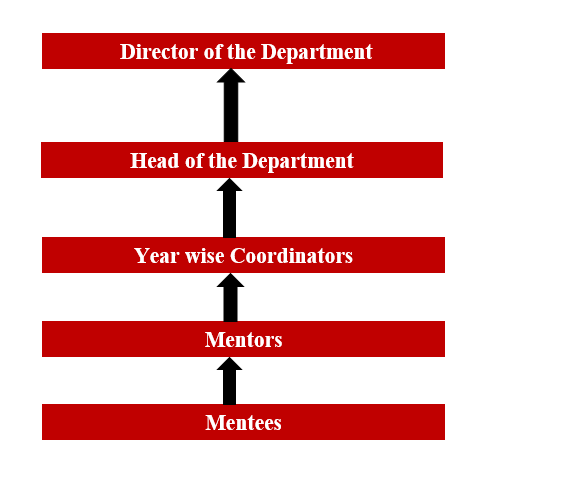 Director of the Department
Head of the Department
Year wise Coordinators
Mentors
Mentees